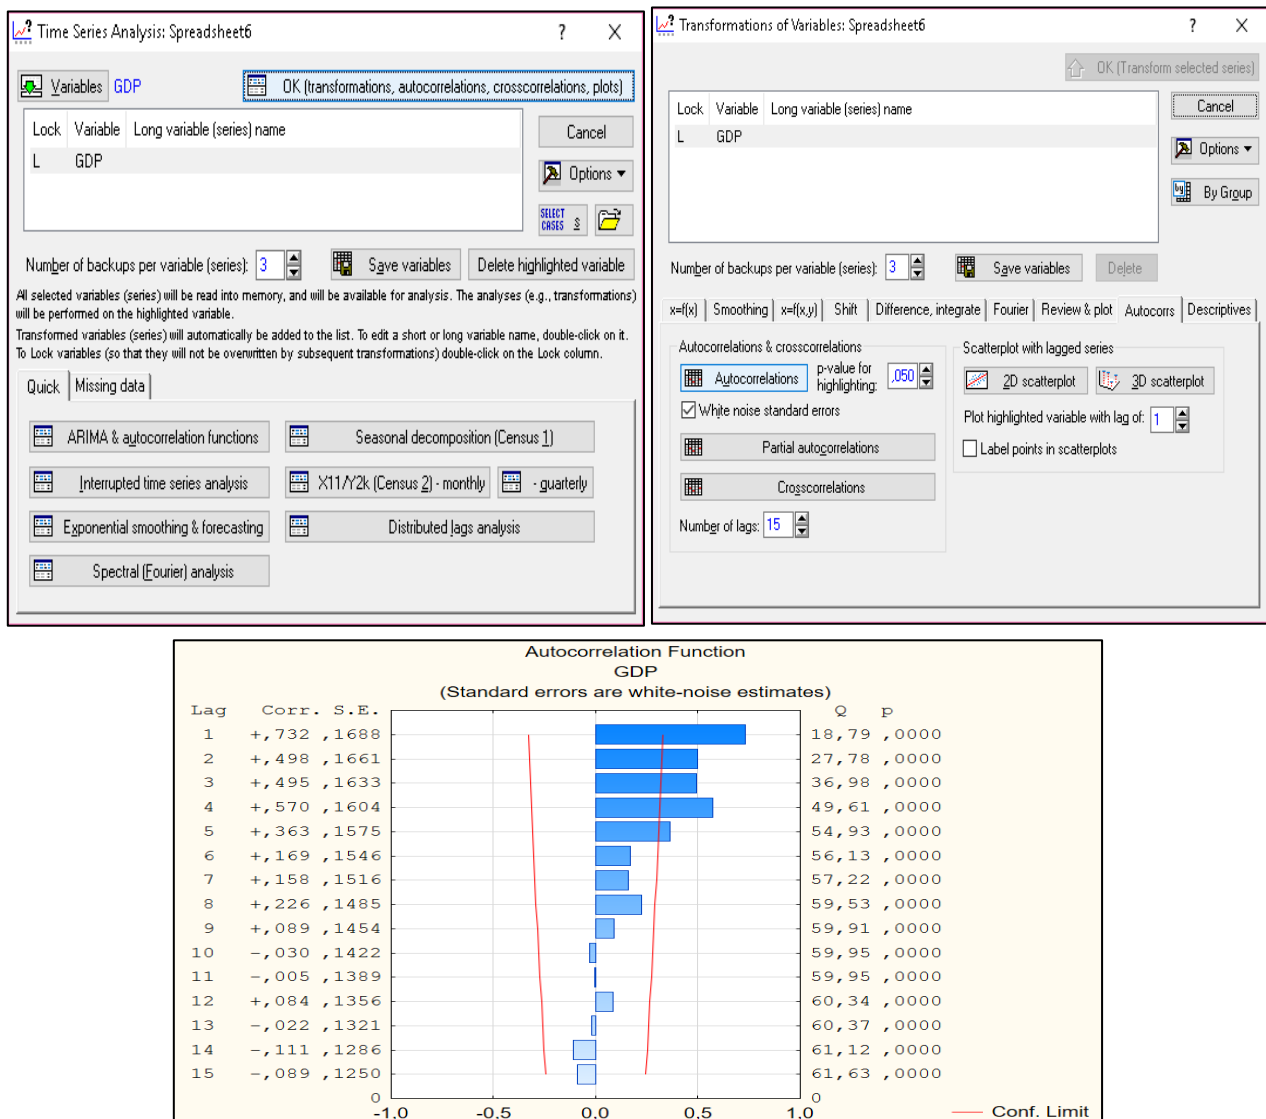 Time Series Analysis: Spreadsheet6 ? X
Variables GDP OK (transformations, autocorrelations, crosscorrelations, plots)
Lock Variable Long variable (series) name
L GDP
Cancel
Options
SELECT CASES S
Number of backups per variable (series): 3 Save variables Delete highlighted variable
All selected variables (series) will be read into memory, and will be available for analysis. The analyses (e.g., transformations)
will be performed on the highlighted variable.
Transformed variables (series) will automatically be added to the list. To edit a short or long variable name, double-click on it.
To Lock variables (so that they will not be overwritten by subsequent transformations) double-click on the Lock column.
Quick Missing data
ARIMA & autocorrelation functions Seasonal decomposition (Census 1)
Interrupted time series analysis X11/Y2k (Census 2) - monthly - quarterly
Exponential smoothing & forecasting Distributed lags analysis
Spectral (Fourier) analysis
Transformations of Variables: Spreadsheet6 ? X
OK (Transform selected series)
Lock Variable Long variable (series) name
L GDP
Cancel
Options
by By Group
Number of backups per variable (series): 3 Save variables Delete
x=f(x) Smoothing x=f(x,y) Shift Difference, integrate Fourier Review & plot Autocorrs Descriptives
Autocorrelations & crosscorrelations
Autocorrelations p-value for
highlighting: ,050
White noise standard errors
Partial autocorrelations
Crosscorrelations
Number of lags: 15
Scatterplot with lagged series
2D scatterplot 3D scatterplot
Plot highlighted variable with lag of: 1
Label points in scatterplots
Autocorrelation Function
GDP
(Standard errors are white-noise estimates)
Lag Corr. S.E. Q p
1 +,732 ,1688 18,79 ,0000
2 +,498 ,1661 27,78 ,0000
3 +,495 ,1633 36,98 ,0000
4 +,570 ,1604 49,61 ,0000
5 +,363 ,1575 54,93 ,0000
6 +,169 ,1546 56,13 ,0000
7 +,158 ,1516 57,22 ,0000
8 +,226 ,1485 59,53 ,0000
9 +,089 ,1454 59,91 ,0000
10 -,030 ,1422 59,95 ,0000
11 -,005 ,1389 59,95 ,0000
12 +,084 ,1356 60,34 ,0000
13 -,022 ,1321 60,37 ,0000
14 -,111 ,1286 61,12 ,0000
15 -,089 ,1250 61,63 ,0000
0 0
-1,0 -0,5 0,0 0,5 1,0 Conf. Limit